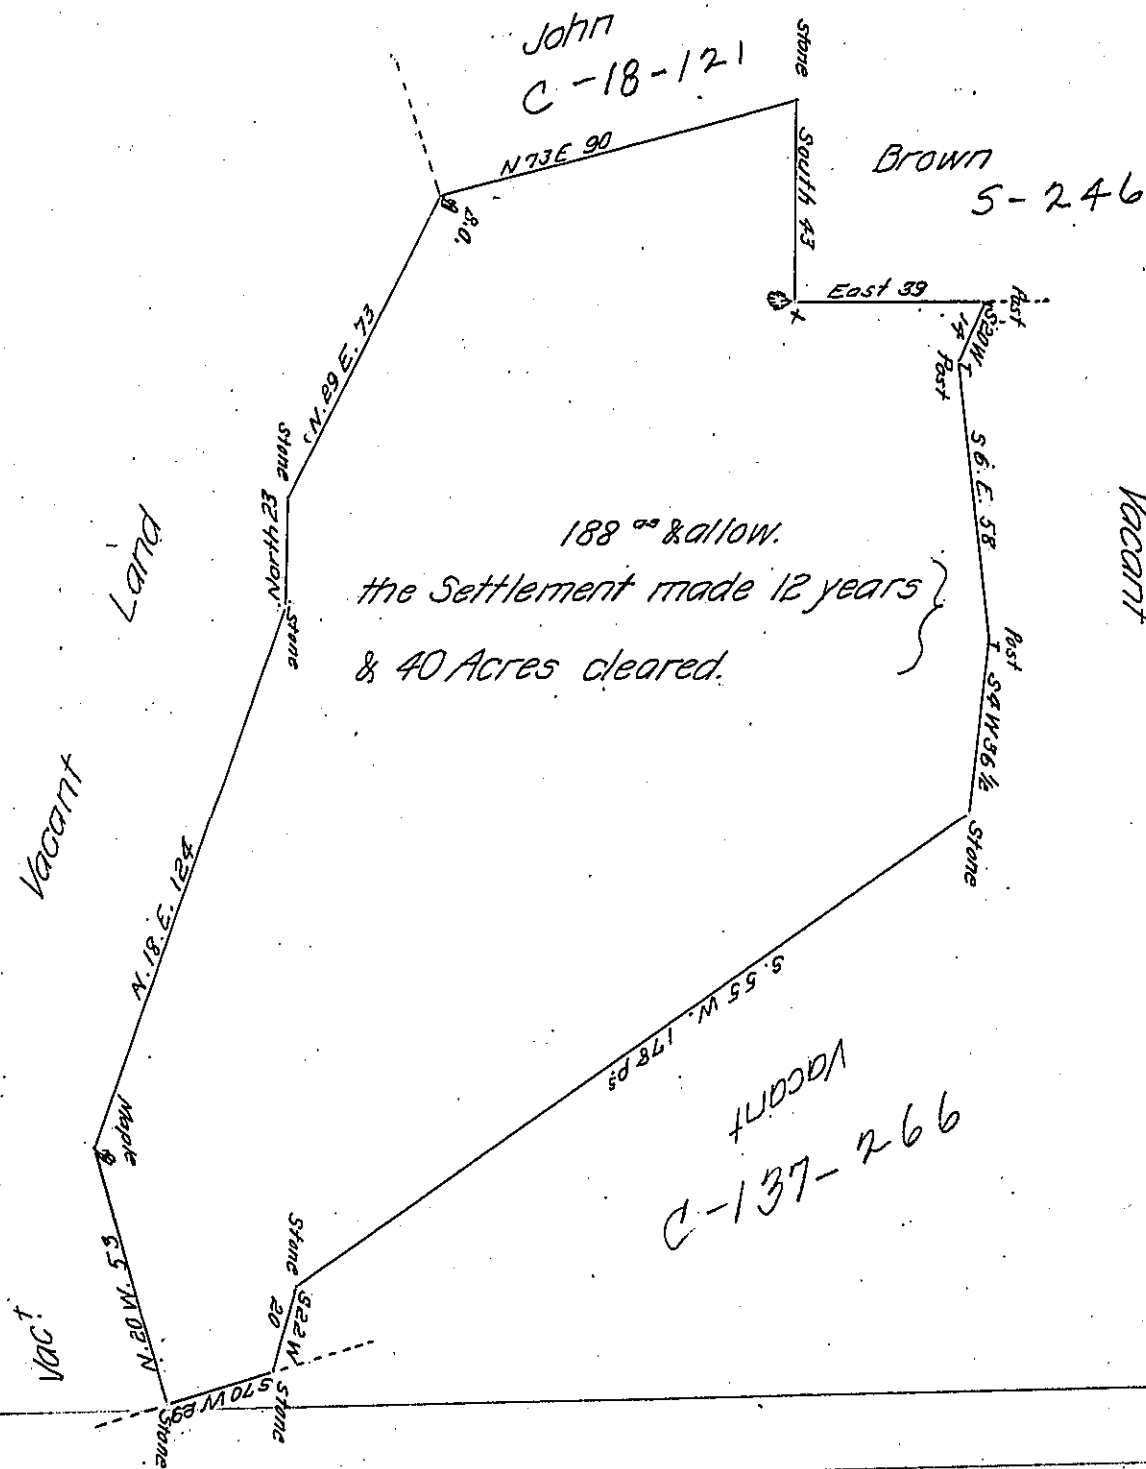 John
C-18-121
stone
N 73 E 90
South 43
Brown
S-246
B.O.
East 39
Post
S20W
14
Post
N. 29 E. 73
stone
North 23
stone
S 6. E. 58
Vacant
Land
188 as & allow.
the Settlement made 12 years
& 40 Acres cleared.
Post
S4W36½
Stone
Vacant
N. 18. E. 124
S. 55 W. 178 ps
Vacant
C-137-266
Maple
N. 20 W. 53
Stone
S22W
20
Vact
S70W 29
Stone
Stone